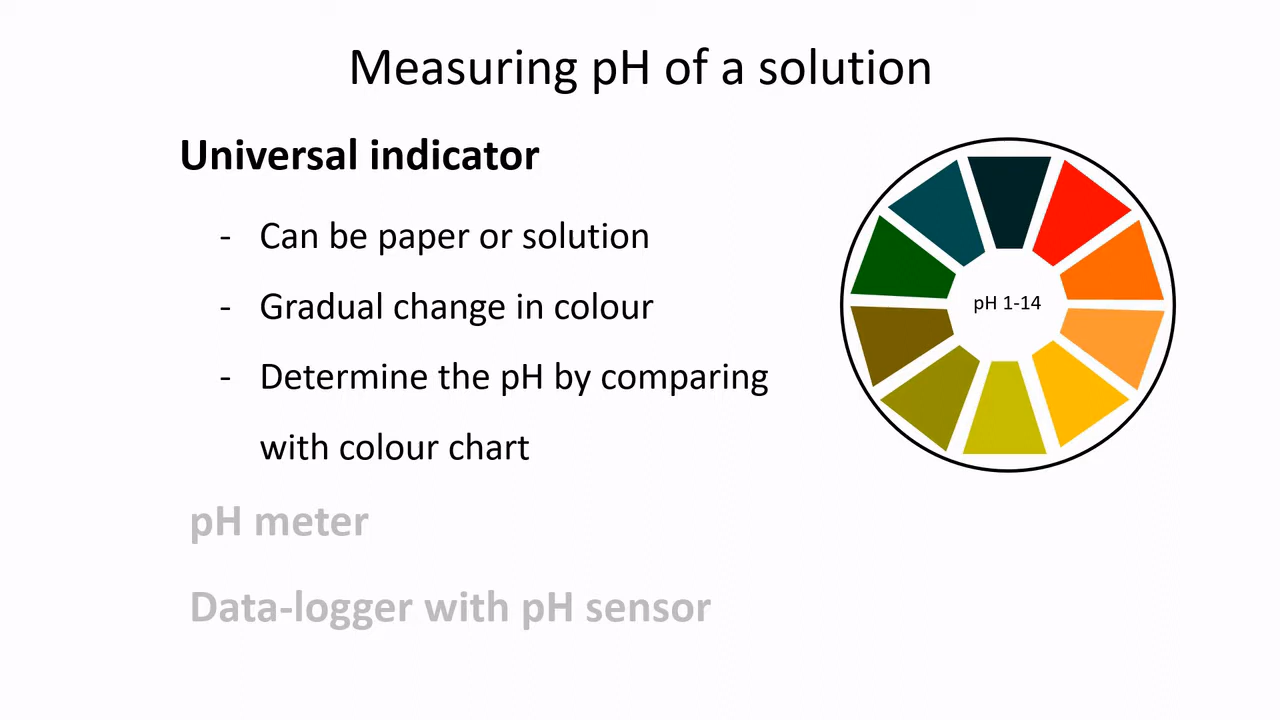 Measuring pH of a solution
Universal indicator
- Can be paper or solution
- Gradual change in colour
- Determine the pH by comparing
with colour chart
pH 1-14
pH meter
Data-logger with pH sensor